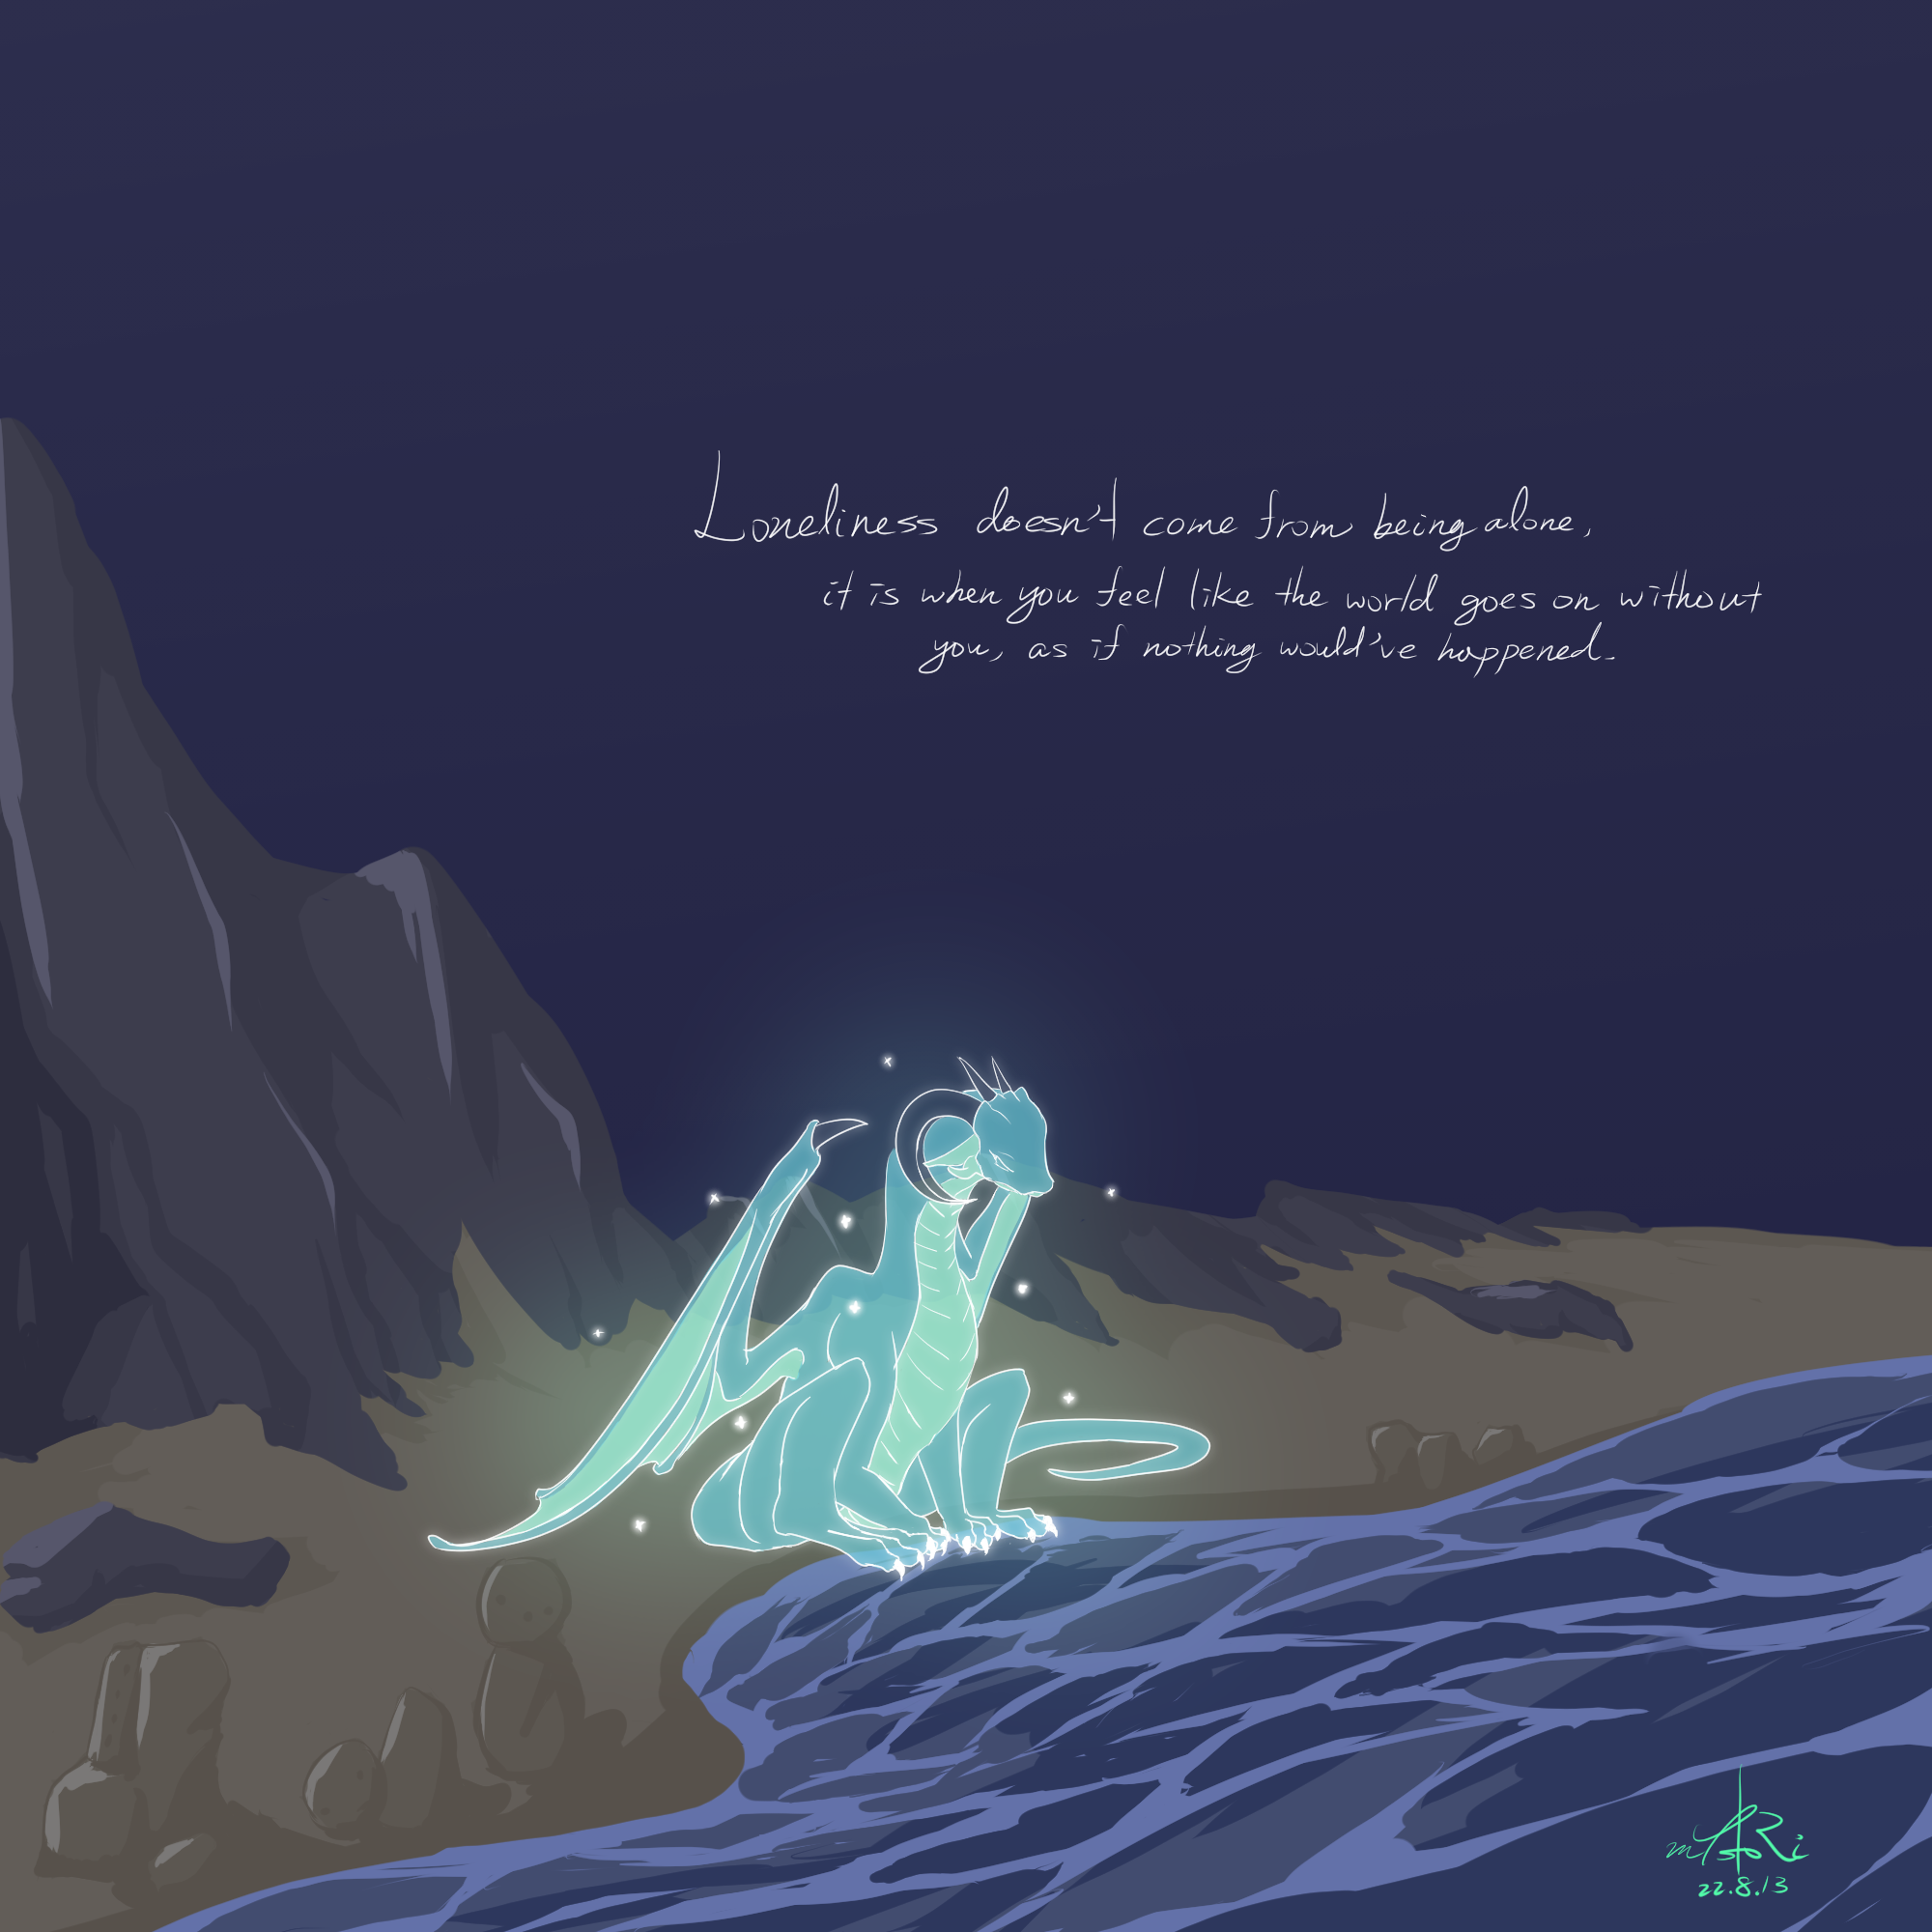 Loneliness doesn't come from being alone,
it is when you feel like the world goes on without
you, as if nothing would've happened.
22.8.13